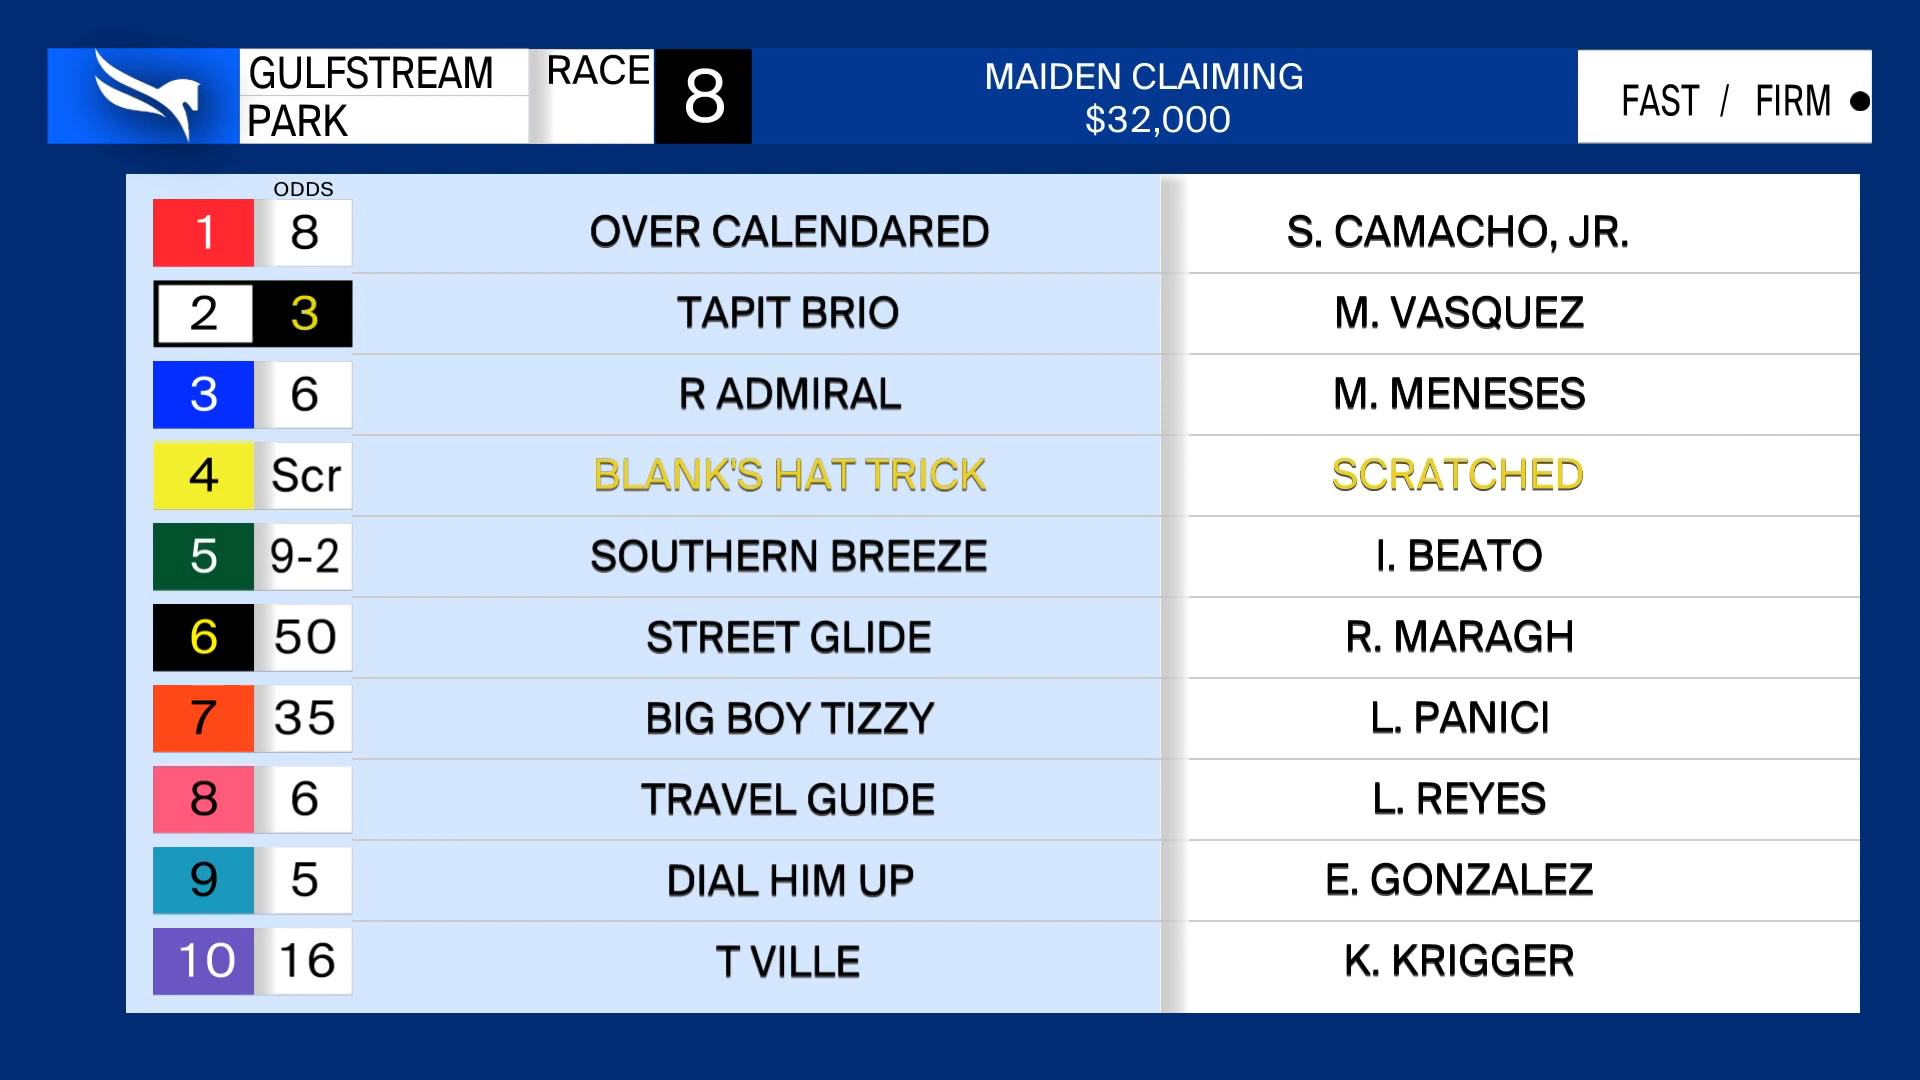 GULFSTREAM
PARK
RACE
8
MAIDEN CLAIMING
$32,000
FAST / FIRM
ODDS
1 8 OVER CALENDARED S. CAMACHO, JR.
2 3 TAPIT BRIO M. VASQUEZ
3 6 R ADMIRAL M. MENESES
4 Scr BLANK'S HAT TRICK SCRATCHED
5 9-2 SOUTHERN BREEZE I. BEATO
6 50 STREET GLIDE R. MARAGH
7 35 BIG BOY TIZZY L. PANICI
8 6 TRAVEL GUIDE L. REYES
9 5 DIAL HIM UP E. GONZALEZ
10 16 T VILLE K. KRIGGER